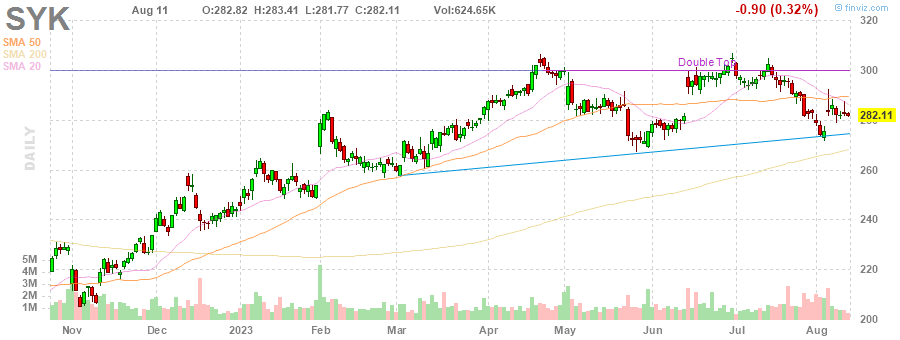 SYK Aug 11 O:282.82 H:283.41 L:281.77 C:282.11 Vol:624.65K -0.90 (0.32%) © finviz.com
SMA 50
SMA 200
SMA 20
DAILY
Double Top
320
300
282.11
280
260
240
220
200
5M
4M
3M
2M
1M
Nov Dec 2023 Feb Mar Apr May Jun Jul Aug